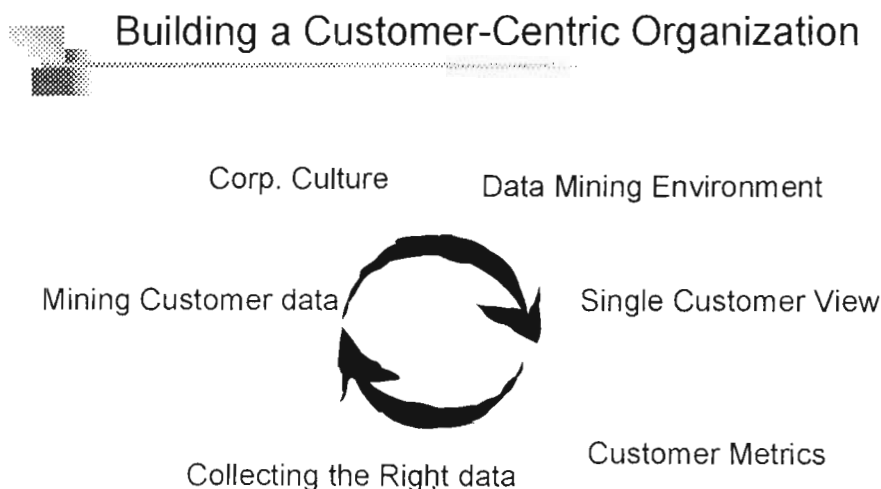 Building a Customer-Centric Organization
Corp. Culture
Data Mining Environment
Mining Customer data
Single Customer View
Customer Metrics
Collecting the Right data